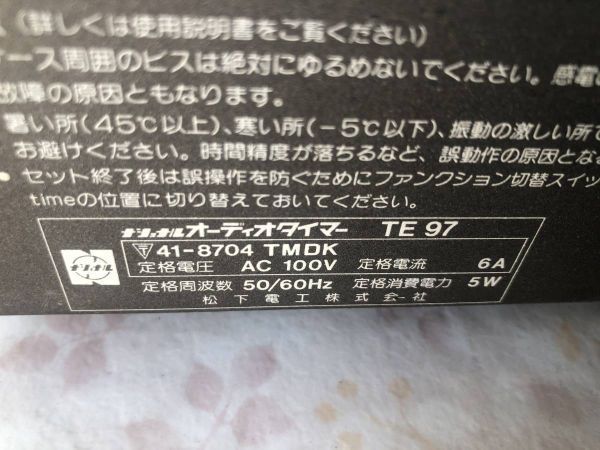 (詳しくは使用説明書をご覧ください)
ース周囲のビスは絶対にゆるめないでください。感電
故障の原因ともなります。
暑い所(45℃以上)、寒い所(-5℃以下)、振動の激しい所で
お避けください。時間精度が落ちるなど、誤動作の原因とな
• セット終了後は誤操作を防ぐためにファンクション切替スイッ
timeの位置に切り替えておいてください。
ナショナルオーディオタイマー TE 97
ナショナル
〒 41-8704 TMDK
定格電圧 AC 100V 定格電流 6A
定格周波数 50/60Hz 定格消費電力 5W
松下電工株式会社